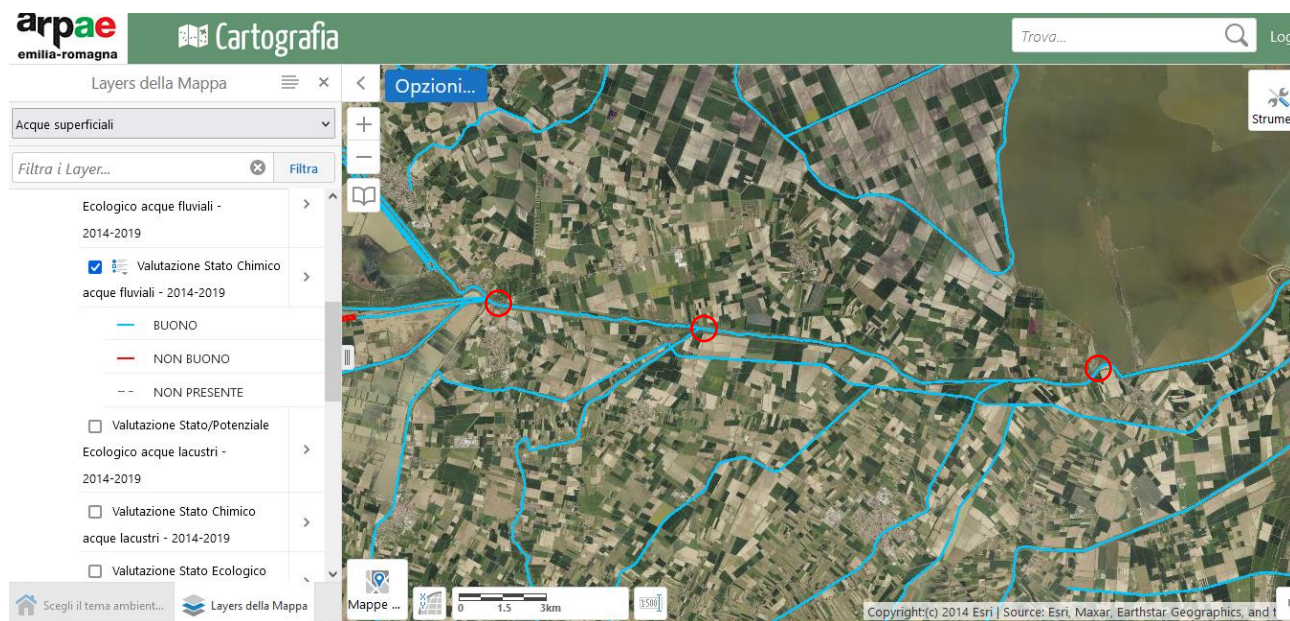 arpae
emilia-romagna
Cartografia
Trova...
Log
Layers della Mappa
Opzioni...
Strume
Acque superficiali
Filtra i Layer...
Filtra
Ecologico acque fluviali -
2014-2019
Valutazione Stato Chimico
acque fluviali - 2014-2019
BUONO
NON BUONO
NON PRESENTE
Valutazione Stato/Potenziale
Ecologico acque lacustri -
2014-2019
Valutazione Stato Chimico
acque lacustri - 2014-2019
Valutazione Stato Ecologico
Scegli il tema ambient...
Layers della Mappa
Mappe ...
0 1.5 3km
1:500
Copyright:(c) 2014 Esri | Source: Esri, Maxar, Earthstar Geographics, and t